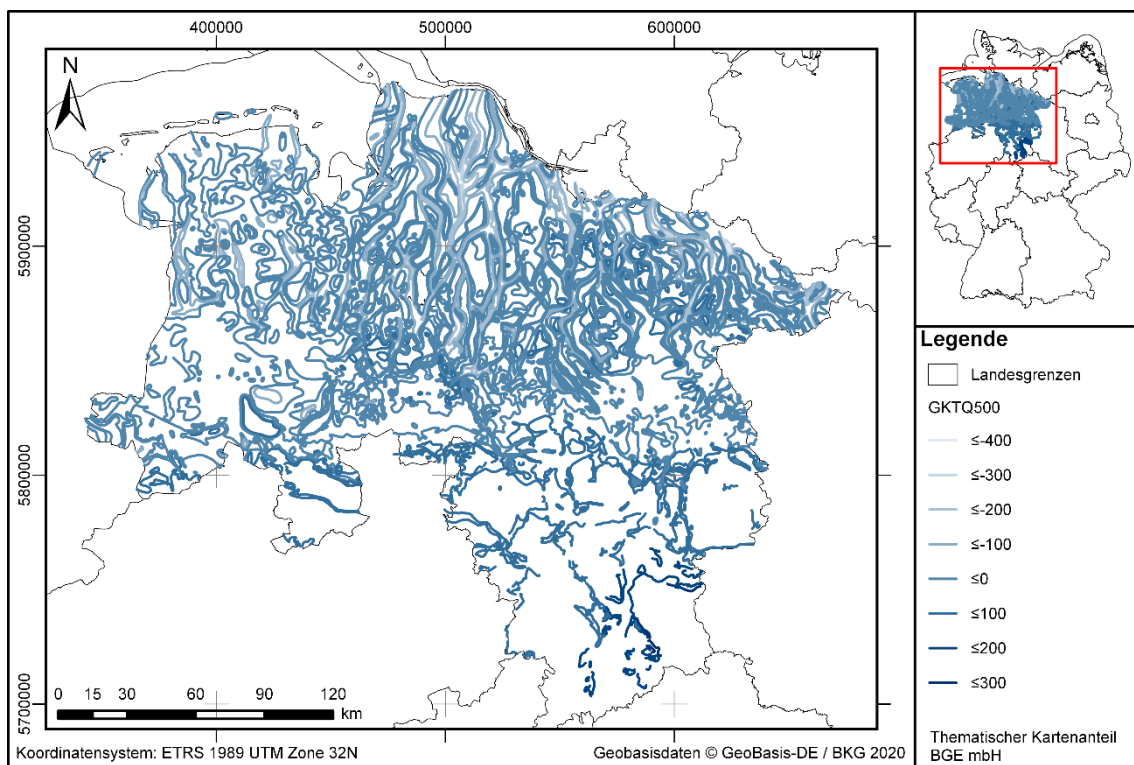 400000
500000
600000
N
5900000
5800000
5700000
0 15 30 60 90 120
km
Koordinatensystem: ETRS 1989 UTM Zone 32N
Geobasisdaten © GeoBasis-DE / BKG 2020
Legende
Landesgrenzen
GKTQ500
≤-400
≤-300
≤-200
≤-100
≤0
≤100
≤200
≤300
Thematischer Kartenanteil
BGE mbH